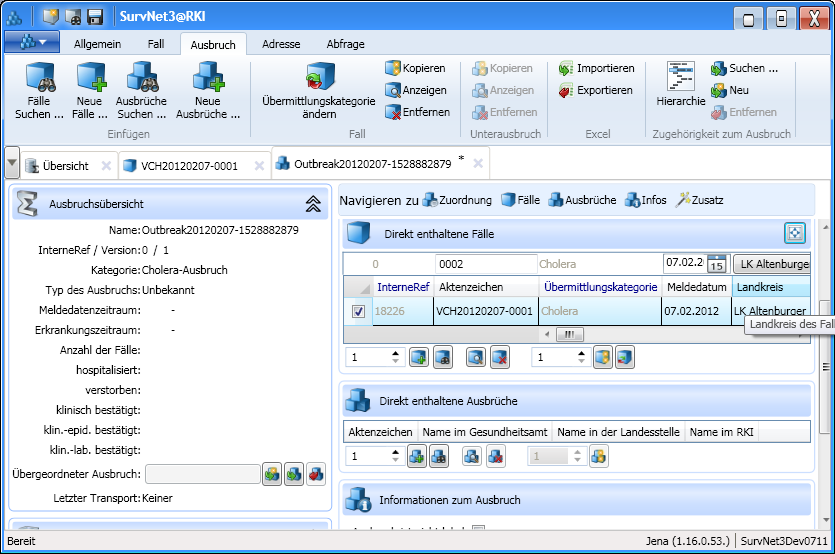 SurvNet3@RKI
Allgemein Fall Ausbruch Adresse Abfrage
Fälle Suchen ...
Neue Fälle ...
Ausbrüche Suchen ...
Neue Ausbrüche ...
Einfügen
Übermittlungskategorie ändern
Kopieren
Anzeigen
Entfernen
Fall
Kopieren
Anzeigen
Entfernen
Unterausbruch
Importieren
Exportieren
Excel
Hierarchie
Suchen ...
Neu
Entfernen
Zugehörigkeit zum Ausbruch
Übersicht VCH20120207-0001 Outbreak20120207-1528882879 *
Ausbruchsübersicht
Name: Outbreak20120207-1528882879
InterneRef / Version: 0 / 1
Kategorie: Cholera-Ausbruch
Typ des Ausbruchs: Unbekannt
Meldedatenzeitraum: -
Erkrankungszeitraum: -
Anzahl der Fälle:
hospitalisiert:
verstorben:
klinisch bestätigt:
klin.-epid. bestätigt:
klin.-lab. bestätigt:
Übergeordneter Ausbruch:
Letzter Transport: Keiner
Navigieren zu Zuordnung Fälle Ausbrüche Infos Zusatz
Direkt enthaltene Fälle
0 0002 Cholera 07.02.2 15 LK Altenburger
InterneRef Aktenzeichen Übermittlungskategorie Meldedatum Landkreis
18226 VCH20120207-0001 Cholera 07.02.2012 LK Altenburger
Landkreis des Fal
1 1
Direkt enthaltene Ausbrüche
Aktenzeichen Name im Gesundheitsamt Name in der Landesstelle Name im RKI
1 1
Informationen zum Ausbruch
Bereit Jena (1.16.0.53.) SurvNet3Dev0711